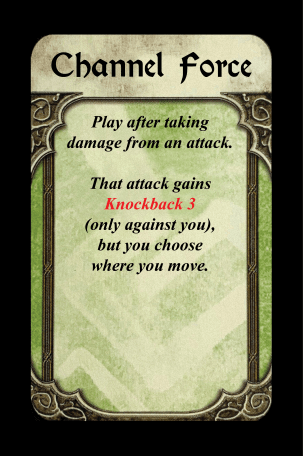 Channel Force
Play after taking
damage from an attack.
That attack gains
Knockback 3
(only against you),
but you choose
where you move.